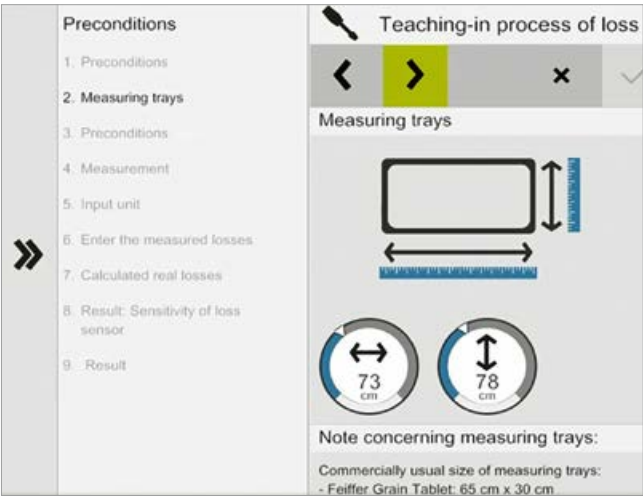 Preconditions
1. Preconditions
2. Measuring trays
3. Preconditions
4. Measurement
5. Input unit
6. Enter the measured losses
7. Calculated real losses
8. Result: Sensitivity of loss
sensor
9. Result
Teaching-in process of loss
Measuring trays
73
cm
78
cm
Note concerning measuring trays:
Commercially usual size of measuring trays:
- Feiffer Grain Tablet: 65 cm x 30 cm